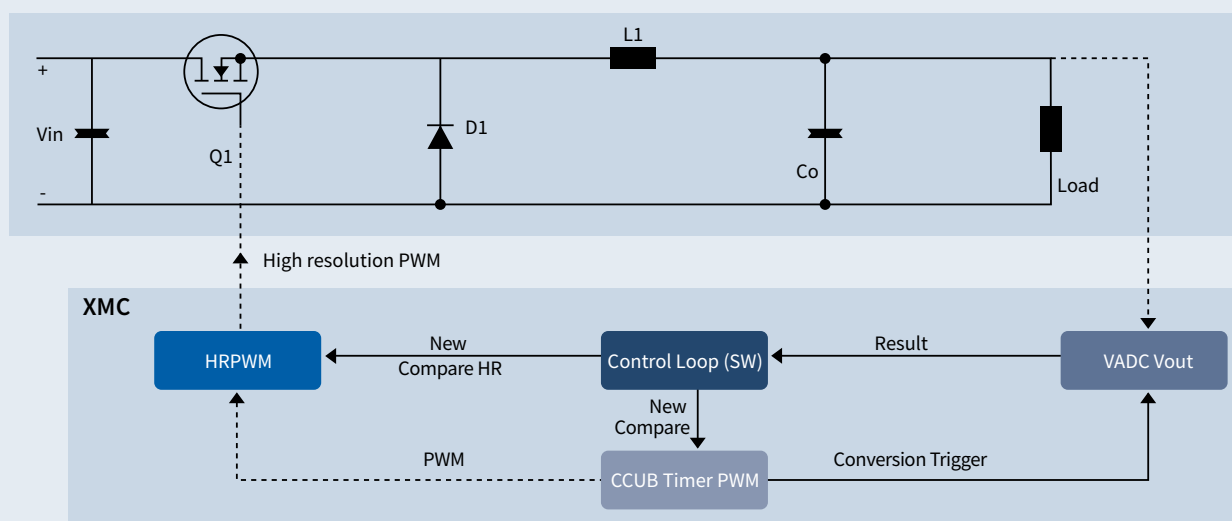 L1
+
Vin
D1
Q1
Co
-
Load
High resolution PWM
XMC
HRPWM
New
Compare HR
Control Loop (SW)
Result
VADC Vout
New
Compare
PWM
CCUB Timer PWM
Conversion Trigger